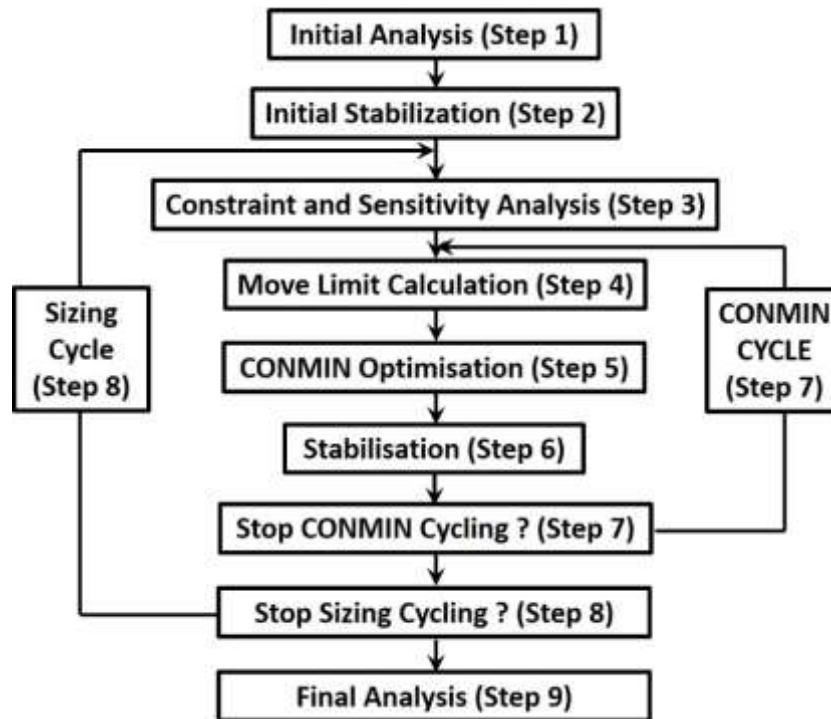 Initial Analysis (Step 1)
Initial Stabilization (Step 2)
Constraint and Sensitivity Analysis (Step 3)
Move Limit Calculation (Step 4)
Sizing
Cycle
(Step 8)
CONMIN
CYCLE
(Step 7)
CONMIN Optimisation (Step 5)
Stabilisation (Step 6)
Stop CONMIN Cycling ? (Step 7)
Stop Sizing Cycling ? (Step 8)
Final Analysis (Step 9)